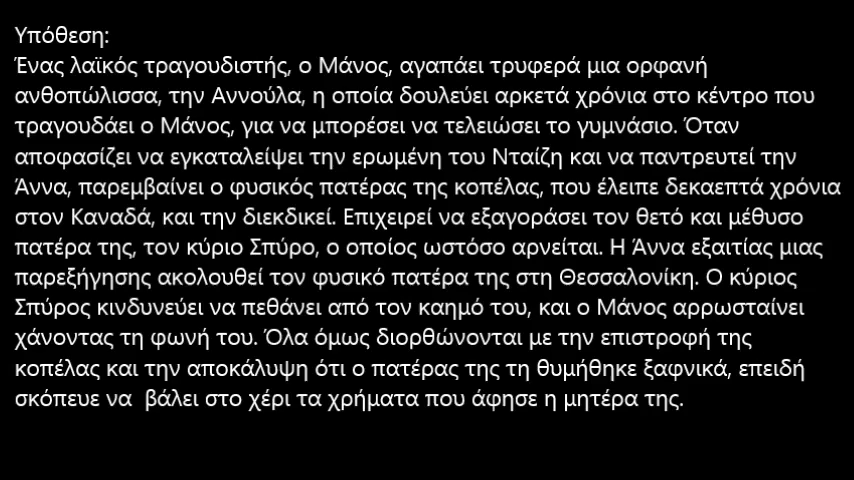 Υπόθεση:
Ένας λαϊκός τραγουδιστής, ο Μάνος, αγαπάει τρυφερά μια ορφανή
ανθοπώλισσα, την Αννούλα, η οποία δουλεύει αρκετά χρόνια στο κέντρο που
τραγουδάει ο Μάνος, για να μπορέσει να τελειώσει το γυμνάσιο. Όταν
αποφασίζει να εγκαταλείψει την ερωμένη του Νταίζη και να παντρευτεί την
Άννα, παρεμβαίνει ο φυσικός πατέρας της κοπέλας, που έλειπε δεκαεπτά χρόνια
στον Καναδά, και την διεκδικεί. Επιχειρεί να εξαγοράσει τον θετό και μέθυσο
πατέρα της, τον κύριο Σπύρο, ο οποίος ωστόσο αρνείται. Η Άννα εξαιτίας μιας
παρεξήγησης ακολουθεί τον φυσικό πατέρα της στη Θεσσαλονίκη. Ο κύριος
Σπύρος κινδυνεύει να πεθάνει από τον καημό του, και ο Μάνος αρρωσταίνει
χάνοντας τη φωνή του. Όλα όμως διορθώνονται με την επιστροφή της
κοπέλας και την αποκάλυψη ότι ο πατέρας της τη θυμήθηκε ξαφνικά, επειδή
σκόπευε να  βάλει στο χέρι τα χρήματα που άφησε η μητέρα της.